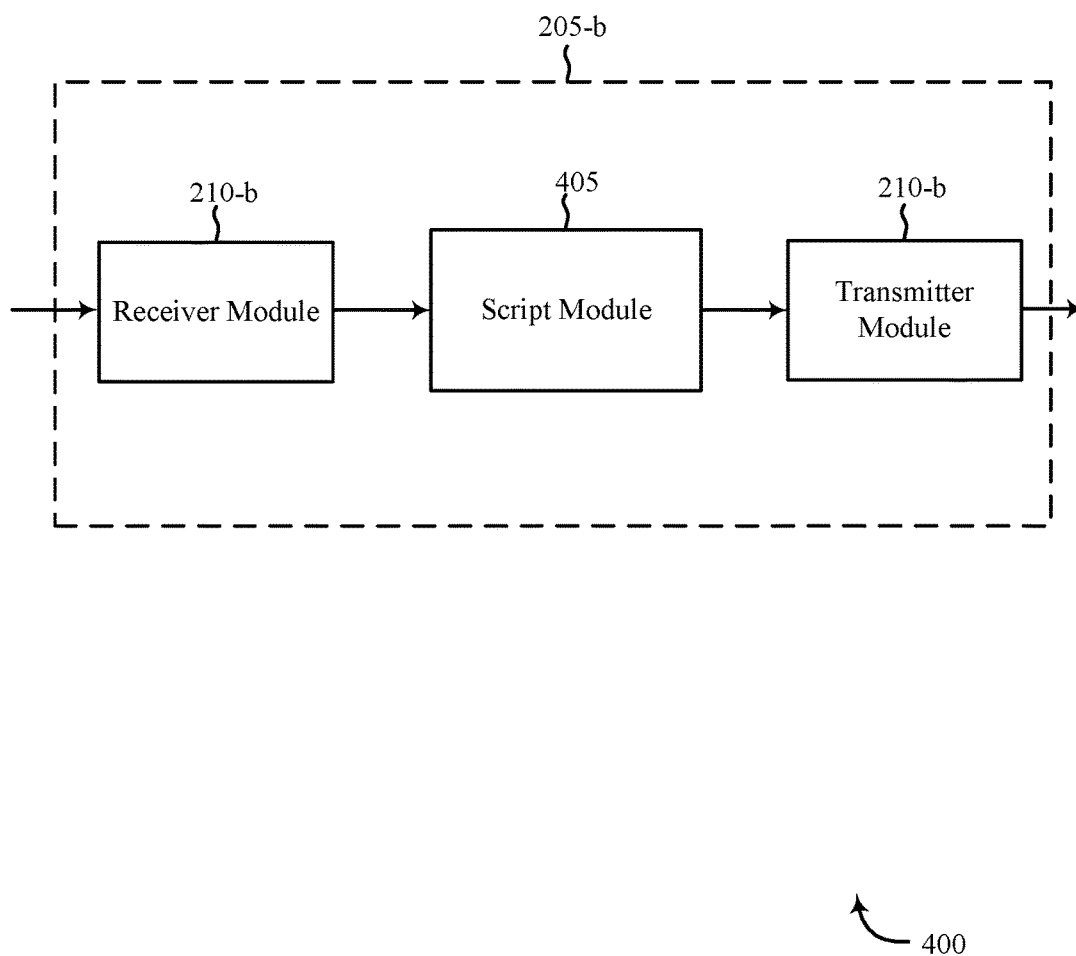 205-b
210-b
405
210-b
Receiver Module
Script Module
Transmitter
Module
400